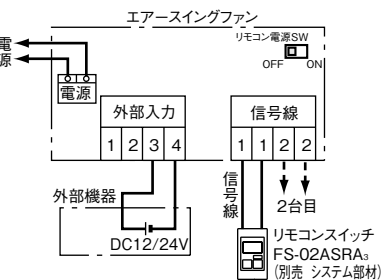 エアースイングファン
リモコン電源SW
OFF ON
電
源
電源
外部入力
1 2 3 4
信号線
1 1 2 2
外部機器
DC12/24V
信号線
2台目
リモコンスイッチ
FS-02ASRA₃
(別売 システム部材)